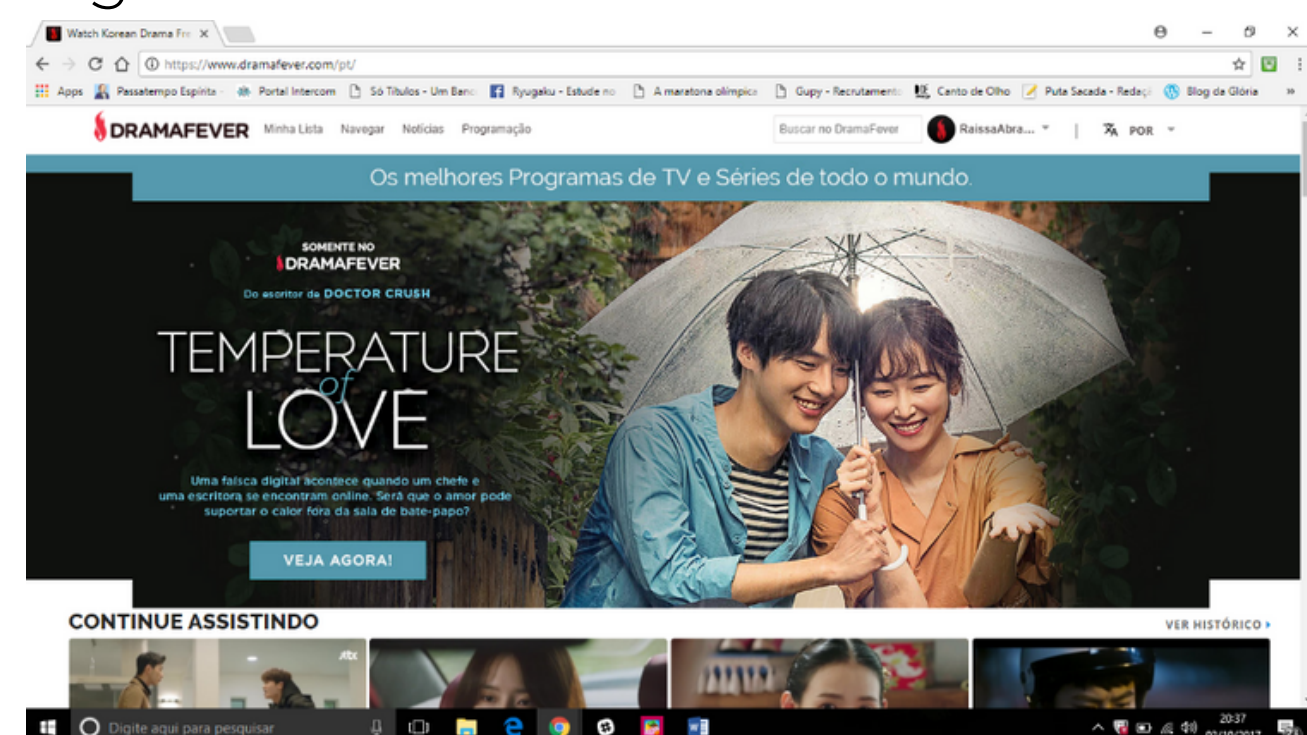 Watch Korean Drama Fre
https://www.dramafever.com/pt/
Apps Passatempo Espírita - Portal Intercom Só Títulos - Um Banc Ryugaku - Estude no A maratona olímpica Gupy - Recrutamento Canto de Olho Puta Sacada - Redaçã Blog da Glória »
DRAMAFEVER Minha Lista Navegar Notícias Programação Buscar no DramaFever RaissaAbra... | POR
Os melhores Programas de TV e Séries de todo o mundo.
SOMENTE NO
DRAMAFEVER
Do escritor de DOCTOR CRUSH
TEMPERATURE
of
LOVE
Uma faísca digital acontece quando um chefe e
uma escritora se encontram online. Será que o amor pode
suportar o calor fora da sala de bate-papo?
VEJA AGORA!
CONTINUE ASSISTINDO VER HISTÓRICO
jtbc
Digite aqui para pesquisar 20:37
02/10/2017